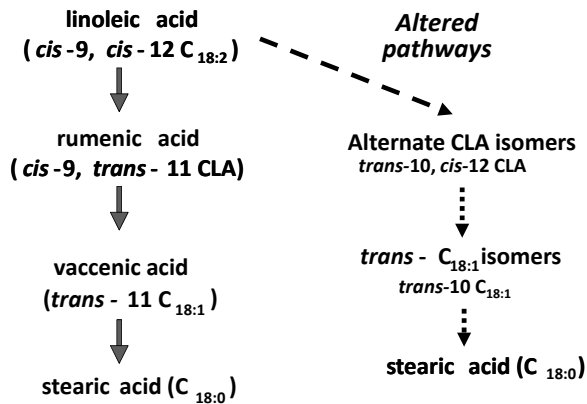 linoleic acid
(cis-9, cis-12 C18:2)
rumenic acid
(cis-9, trans-11 CLA)
vaccenic acid
(trans-11 C18:1)
stearic acid (C18:0)
Altered
pathways
Alternate CLA isomers
trans-10, cis-12 CLA
trans-C18:1 isomers
trans-10 C18:1
stearic acid (C18:0)